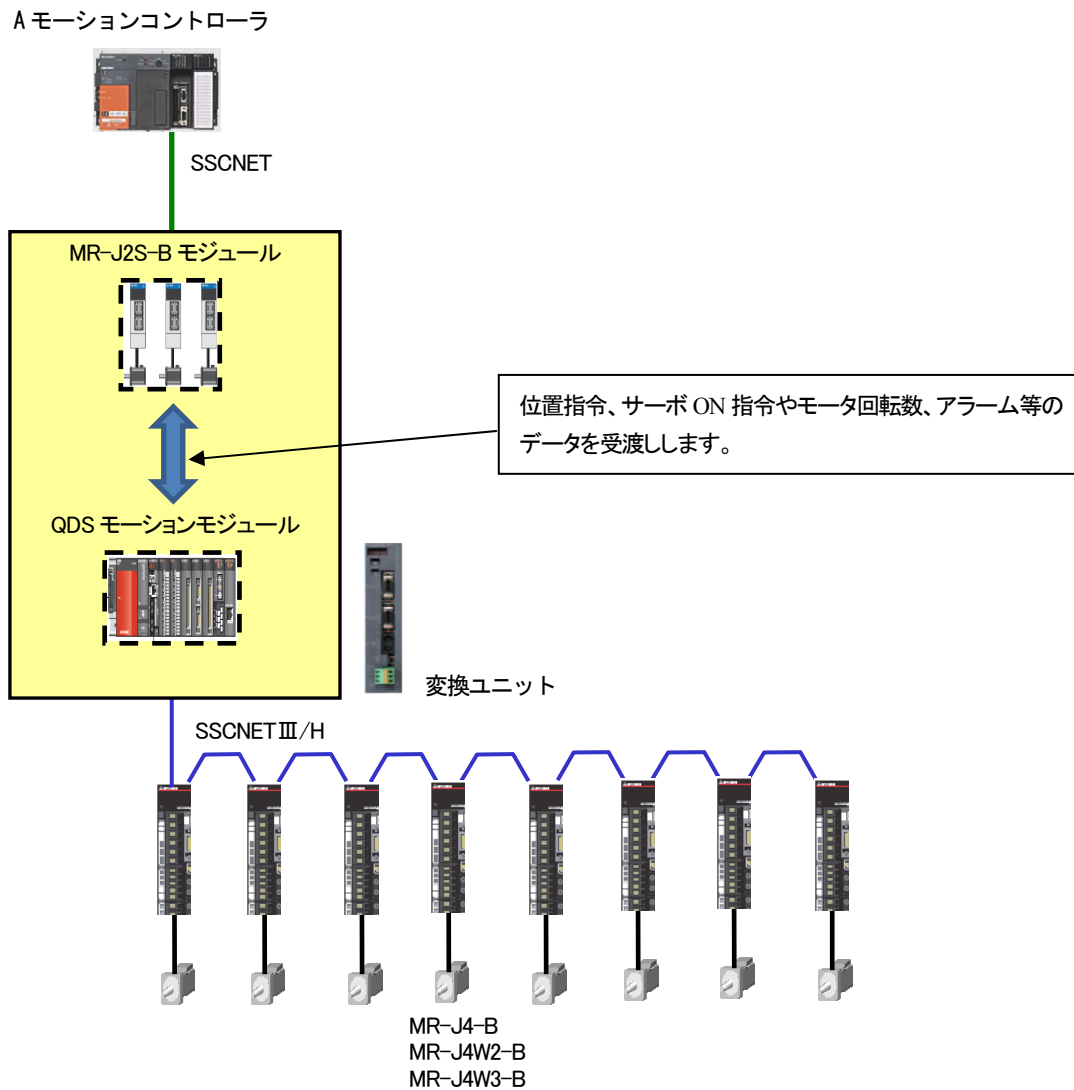 A モーションコントローラ
SSCNET
MR-J2S-B モジュール
位置指令、サーボ ON 指令やモータ回転数、アラーム等の
データを受渡しします。
QDS モーションモジュール
変換ユニット
SSCNETⅢ/H
MR-J4-B
MR-J4W2-B
MR-J4W3-B